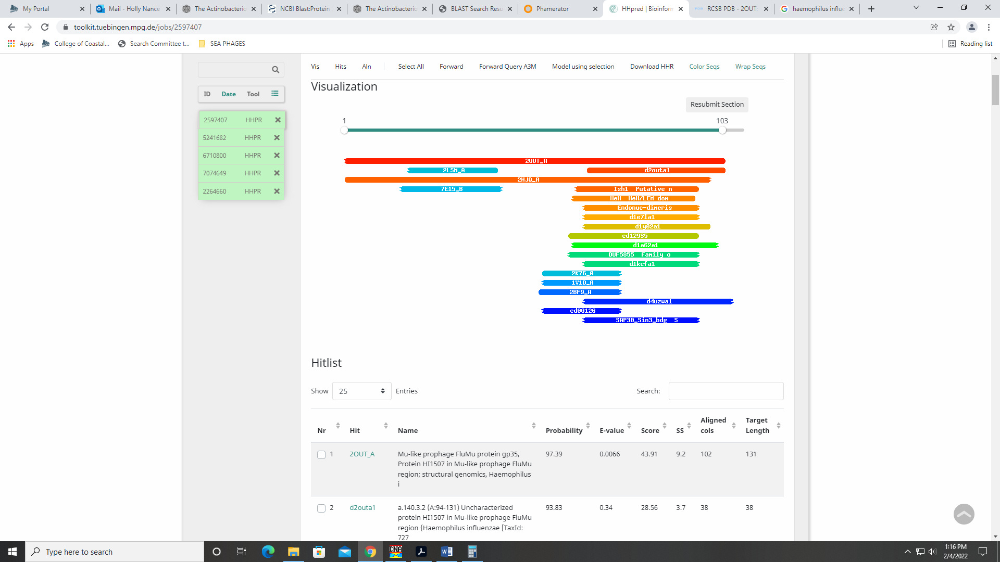 My Portal
Mail - Holly Nance
The Actinobacterio
NCBI Blast:Protein
The Actinobacterio
BLAST Search Resu
Phamerator
HHpred | Bioinform
RCSB PDB - 2OUT:
haemophilus influe
toolkit.tuebingen.mpg.de/jobs/2597407
Apps
College of Coastal...
Search Committee t...
SEA PHAGES
Reading list
Vis Hits Aln Select All Forward Forward Query A3M Model using selection Download HHR Color Seqs Wrap Seqs
Visualization
ID Date Tool
Resubmit Section
2597407 HHPR
5241682 HHPR
6710800 HHPR
7074649 HHPR
2264660 HHPR
1 103
2OUT_A
2LSM_A d2outa1
2HJQ_A
7E15_B Ish1 Putative n
HeH HeH/LEM dom
Endonuc-dimeris
d1e7la1
d1y02a1
cd12935
d1a62a1
DUF5855 Family o
d1kcfa1
2K76_A
1V1D_A
2BF9_A
d4uzwa1
cd00126
SAP30_Sin3_bdg S
Hitlist
Show 25 Entries Search:
Nr Hit Name Probability E-value Score SS Aligned cols Target Length
1 2OUT_A Mu-like prophage FluMu protein gp35, 97.39 0.0066 43.91 9.2 102 131
Protein HI1507 in Mu-like prophage FluMu
region; structural genomics, Haemophilus
i
2 d2outa1 a.140.3.2 (A:94-131) Uncharacterized 93.83 0.34 28.56 3.7 38 38
protein HI1507 in Mu-like prophage FluMu
region {Haemophilus influenzae [TaxId:
727
Type here to search
DNA
1:16 PM
2/4/2022